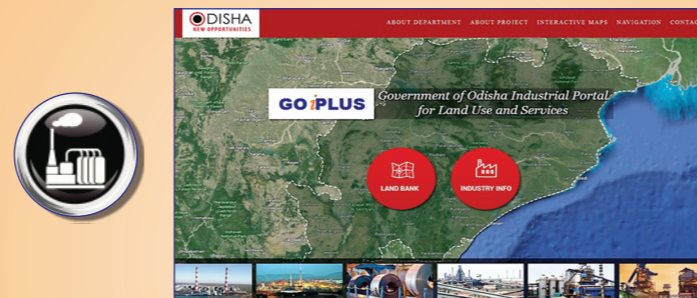 ODISHA
NEW OPPORTUNITIES
ABOUT DEPARTMENT ABOUT PROJECT INTERACTIVE MAPS NAVIGATION
GO iPLUS
Government of Odisha Industrial Portal
for Land Use and Services
LAND BANK
INDUSTRY INFO